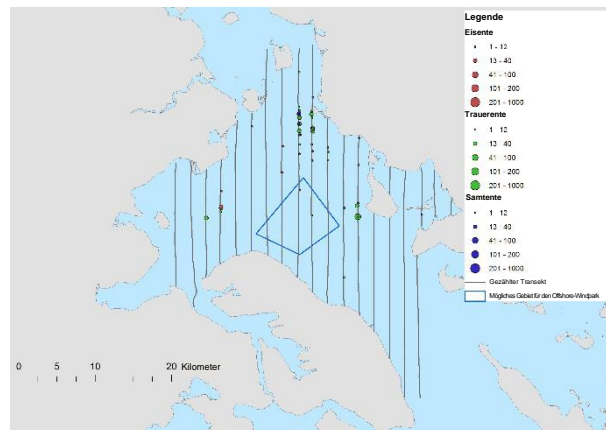 Legende
Eisente
1 - 12
13 - 40
41 - 100
101 - 200
201 - 1000
Trauerente
1 - 12
13 - 40
41 - 100
101 - 200
201 - 1000
Samtente
1 - 12
13 - 40
41 - 100
101 - 200
201 - 1000
Gezählter Transekt
Mögliches Gebiet für den Offshore-Windpark
0 5 10 20 Kilometer